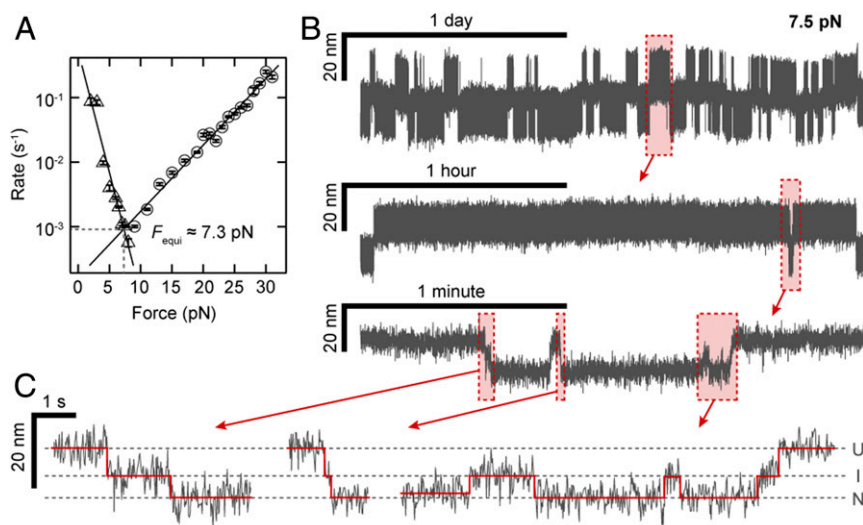 A
Rate (s⁻¹)
10⁻¹
10⁻²
10⁻³
F_equi ≈ 7.3 pN
0 5 10 15 20 25 30
Force (pN)
B
7.5 pN
1 day
20 nm
1 hour
20 nm
1 minute
20 nm
C
1 s
20 nm
U
I
N